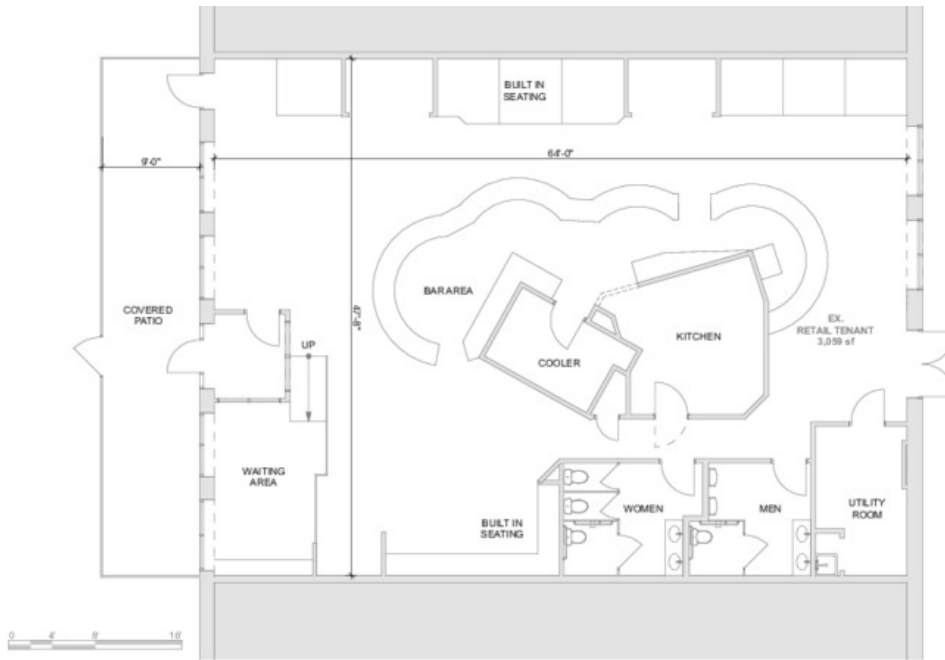 BUILT IN
SEATING
9'-0"
64'-0"
47'-8"
BAR AREA
COVERED
PATIO
UP
COOLER
KITCHEN
EX.
RETAIL TENANT
3,059 sf
WAITING
AREA
BUILT IN
SEATING
WOMEN
MEN
UTILITY
ROOM
0 4' 8' 16'